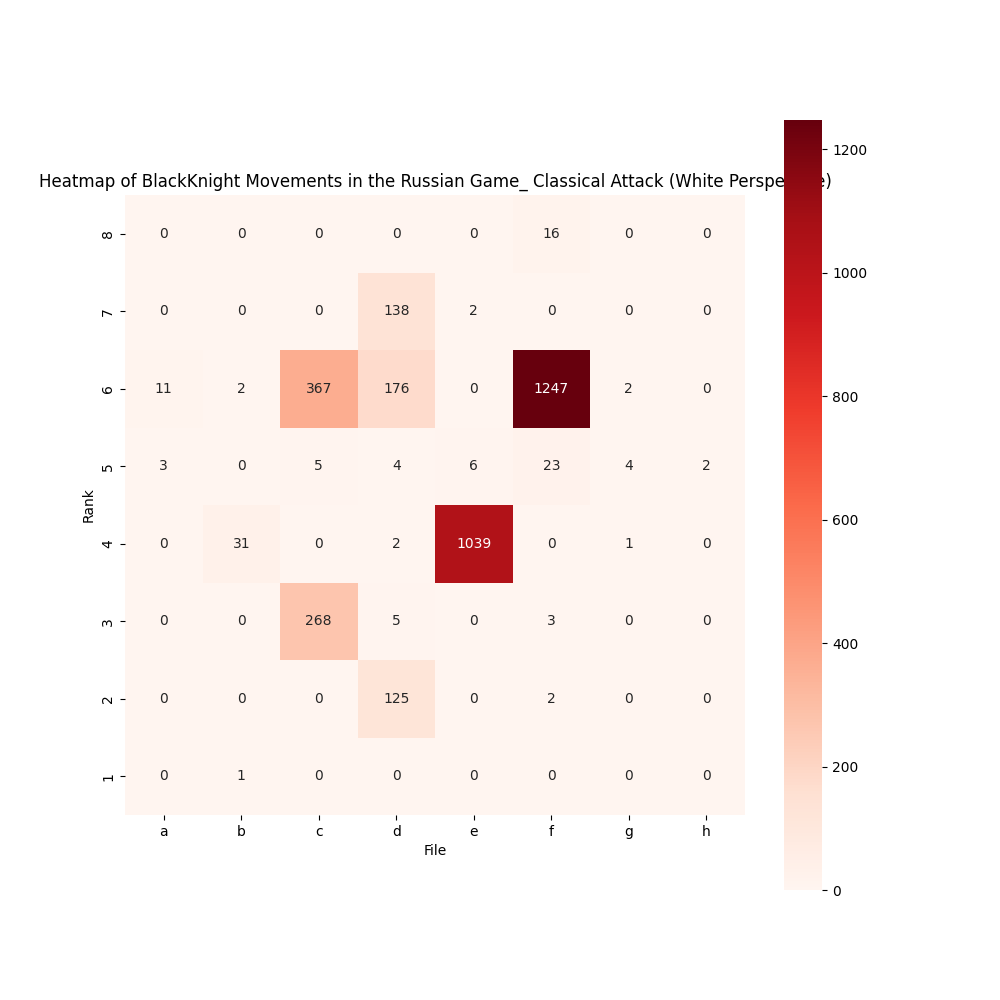 Heatmap of BlackKnight Movements in the Russian Game_ Classical Attack (White Perspe e)
8 0 0 0 0 0 16 0 0
7 0 0 0 138 2 0 0 0
6 11 2 367 176 0 1247 2 0
5 3 0 5 4 6 23 4 2
4 0 31 0 2 1039 0 1 0
3 0 0 268 5 0 3 0 0
2 0 0 0 125 0 2 0 0
1 0 1 0 0 0 0 0 0
a b c d e f g h
File
Rank
1200
1000
800
600
400
200
0